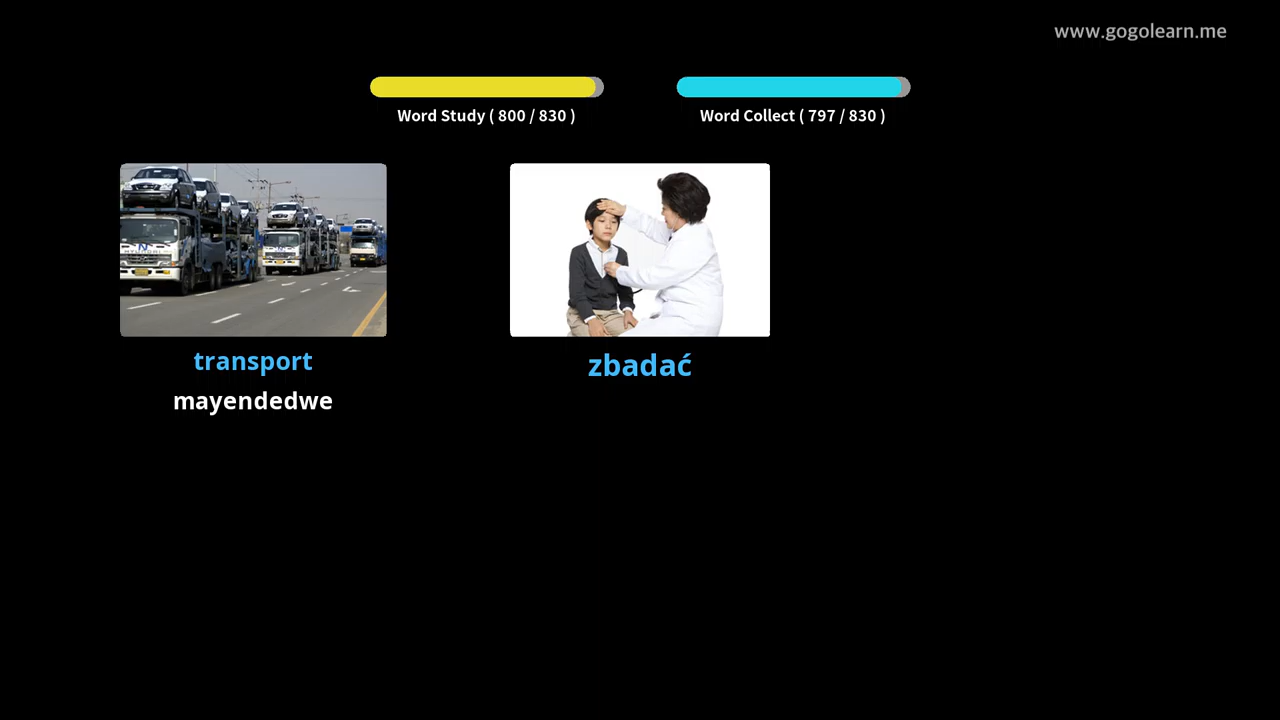 www.gogolearn.me
Word Study ( 800 / 830 )
Word Collect ( 797 / 830 )
transport
mayendedwe
zbadać